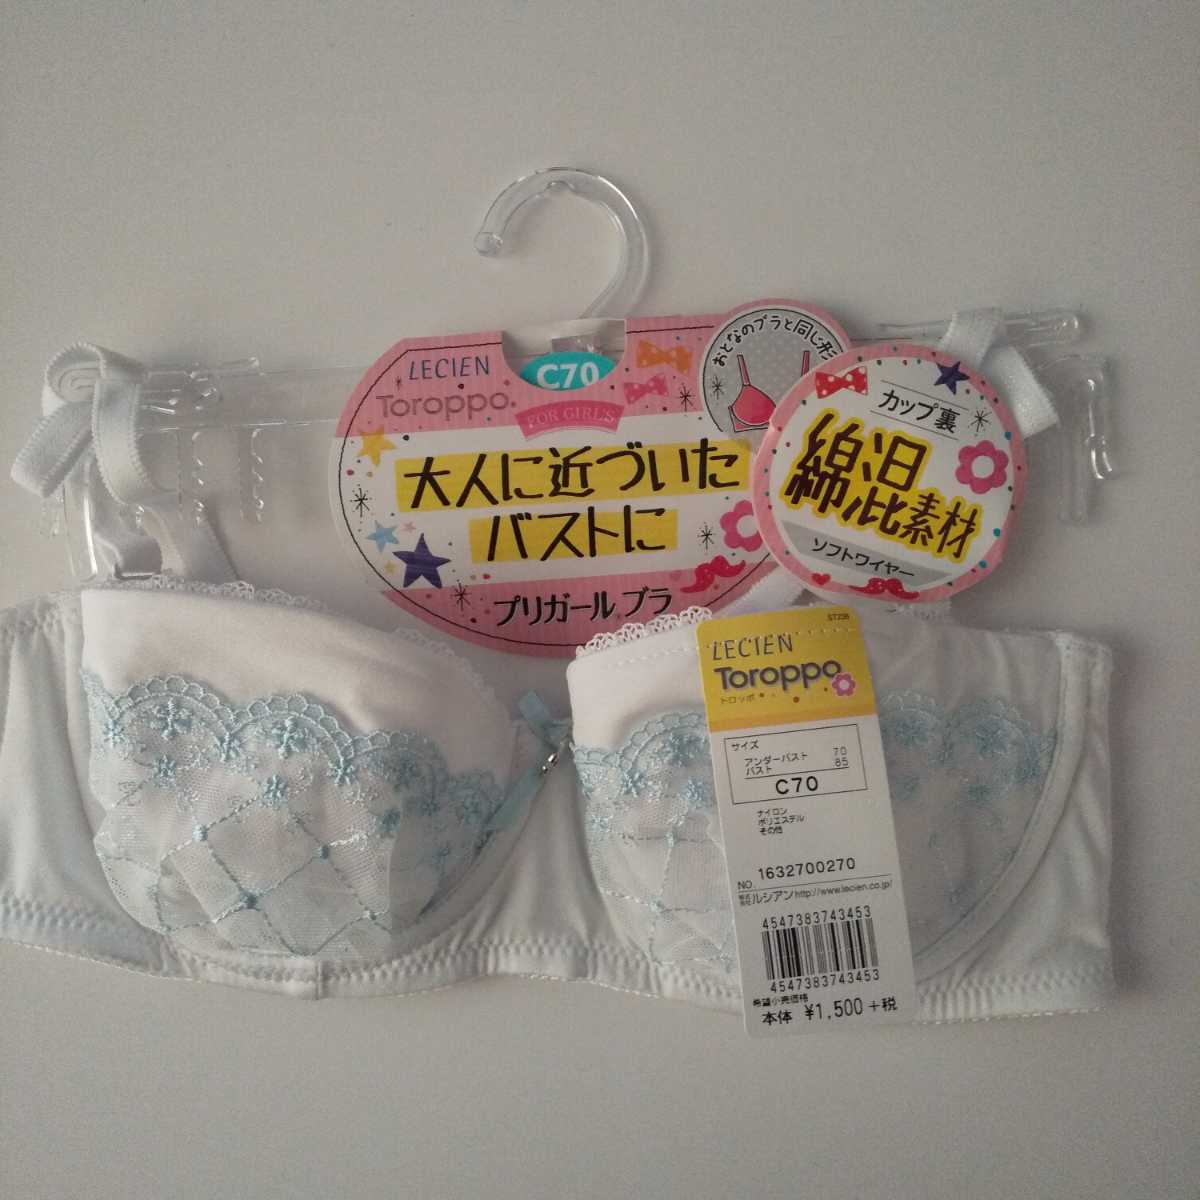 LECIEN
C70
Toroppo.
FOR GIRL'S
大人に近づいた
バストに
プリガール ブラ
おとなのブラと同じ形
カップ裏
綿混素材
ソフトワイヤー
ST236
LECIEN
Toroppo
トロッポ
サイズ
アンダーバスト 70
バスト 85
C70
ナイロン
ポリエステル
その他
NO. 1632700270
株式会社 ルシアン http://www.lecien.co.jp/
4547383743453
4547383743453
希望小売価格
本体 ¥1,500 +税